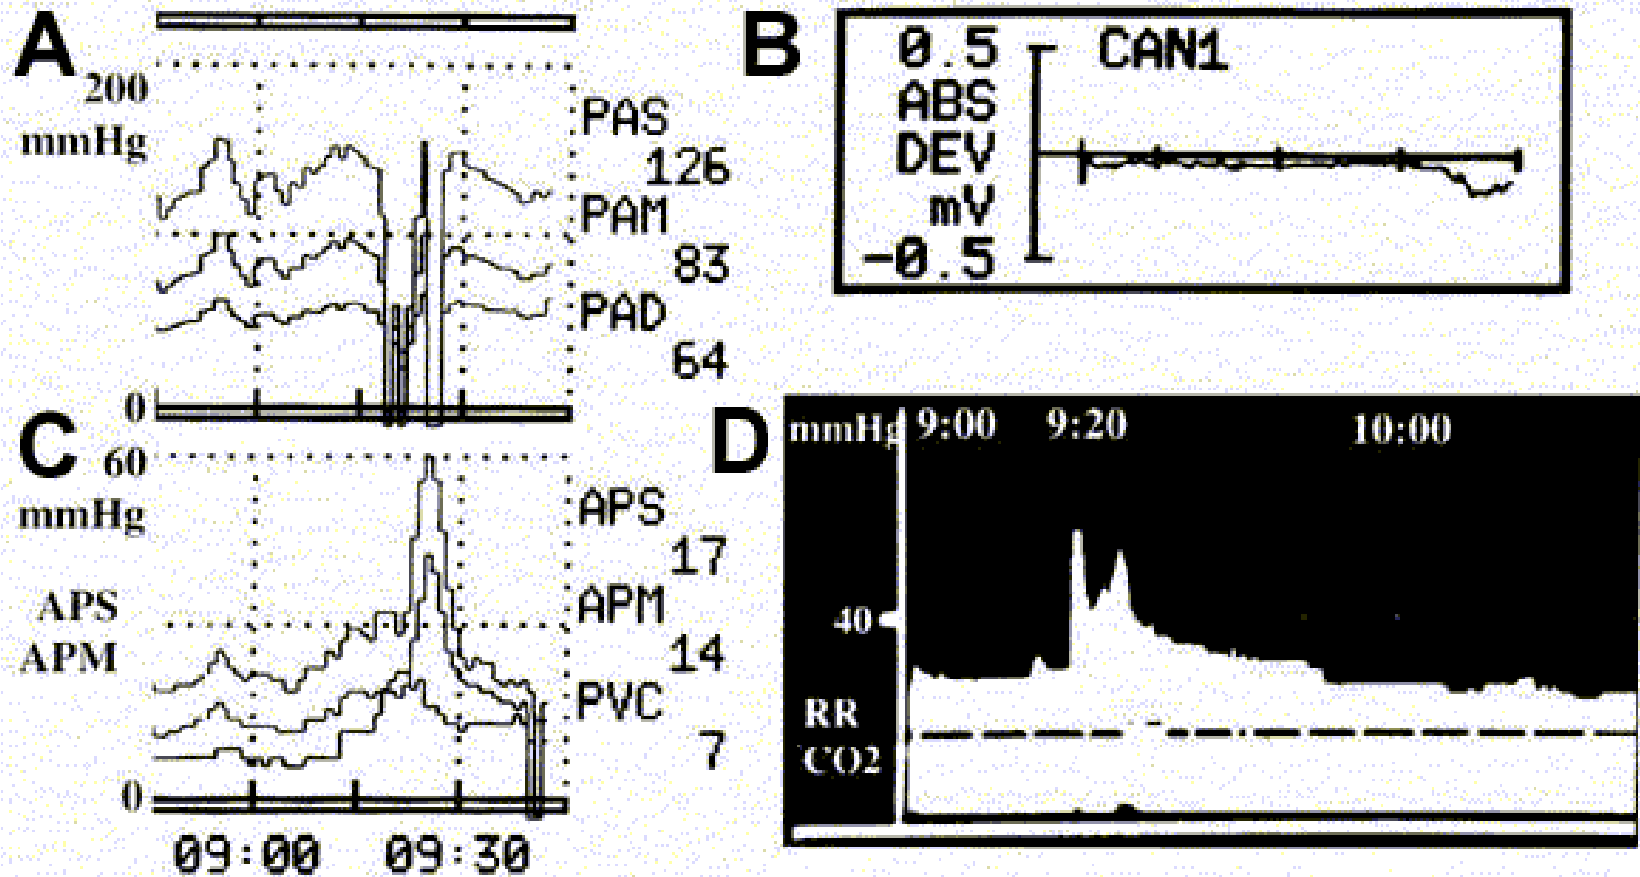 A
200
mmHg
PAS
126
PAM
83
PAD
64
0
B
0.5
CAN1
ABS
DEV
mV
-0.5
C
60
mmHg
APS
17
APS
APM
APM
14
PVC
7
0
09:00 09:30
D
mmHg 9:00 9:20 10:00
40
RR
CO2